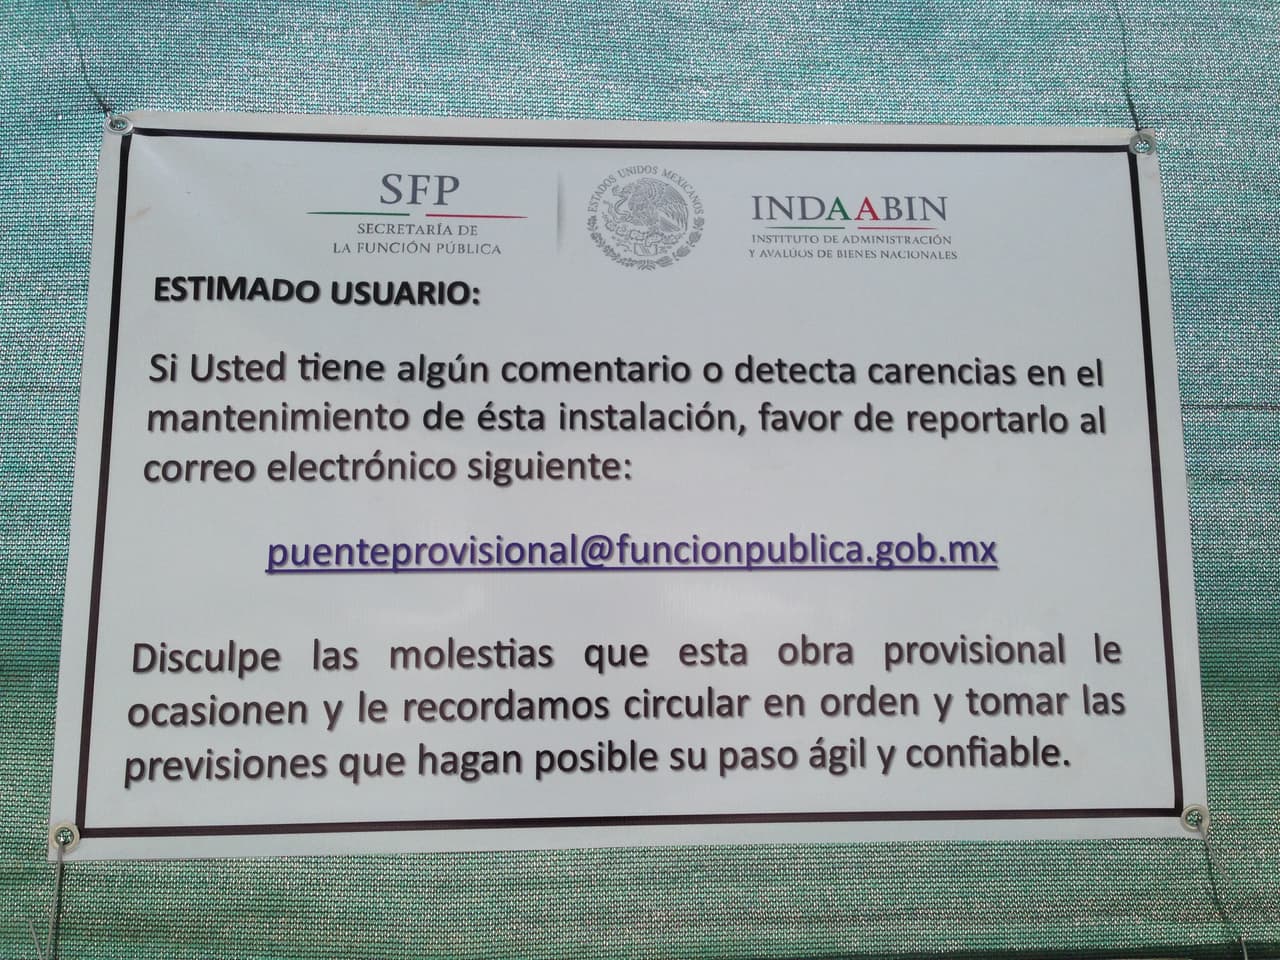 SFP
SECRETARÍA DE
LA FUNCIÓN PÚBLICA
ESTADOS UNIDOS MEXICANOS
INDAABIN
INSTITUTO DE ADMINISTRACIÓN
Y AVALÚOS DE BIENES NACIONALES
ESTIMADO USUARIO:
Si Usted tiene algún comentario o detecta carencias en el
mantenimiento de ésta instalación, favor de reportarlo al
correo electrónico siguiente:
puenteprovisional@funcionpublica.gob.mx
Disculpe las molestias que esta obra provisional le
ocasionen y le recordamos circular en orden y tomar las
previsiones que hagan posible su paso ágil y confiable.